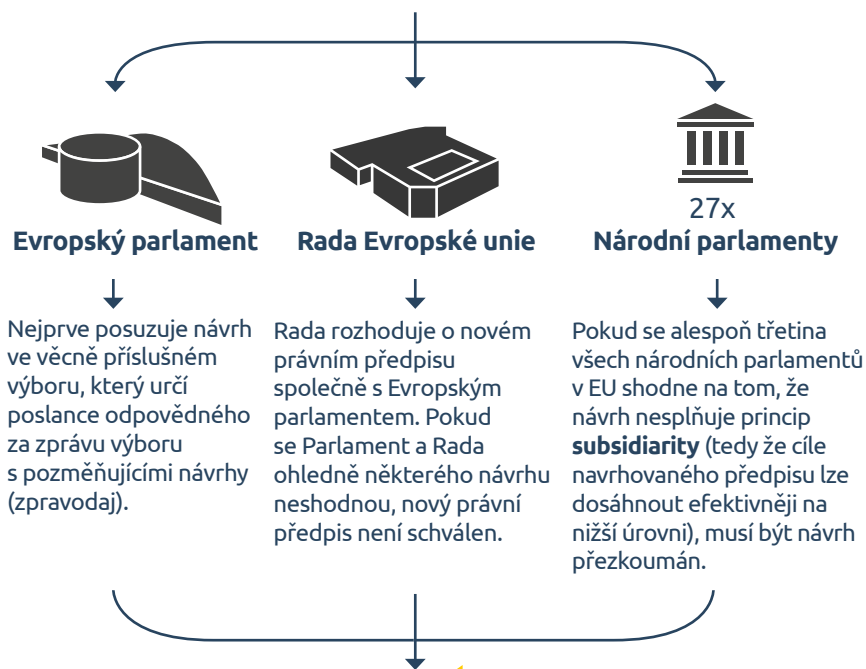 Evropský parlament
Nejprve posuzuje návrh
ve věcně příslušném
výboru, který určí
poslance odpovědného
za zprávu výboru
s pozměňujícími návrhy
(zpravodaj).
Rada Evropské unie
Rada rozhoduje o novém
právním předpisu
společně s Evropským
parlamentem. Pokud
se Parlament a Rada
ohledně některého návrhu
neshodnou, nový právní
předpis není schválen.
27x
Národní parlamenty
Pokud se alespoň třetina
všech národních parlamentů
v EU shodne na tom, že
návrh nesplňuje princip
subsidiarity (tedy že cíle
navrhovaného předpisu lze
dosáhnout efektivněji na
nižší úrovni), musí být návrh
přezkoumán.